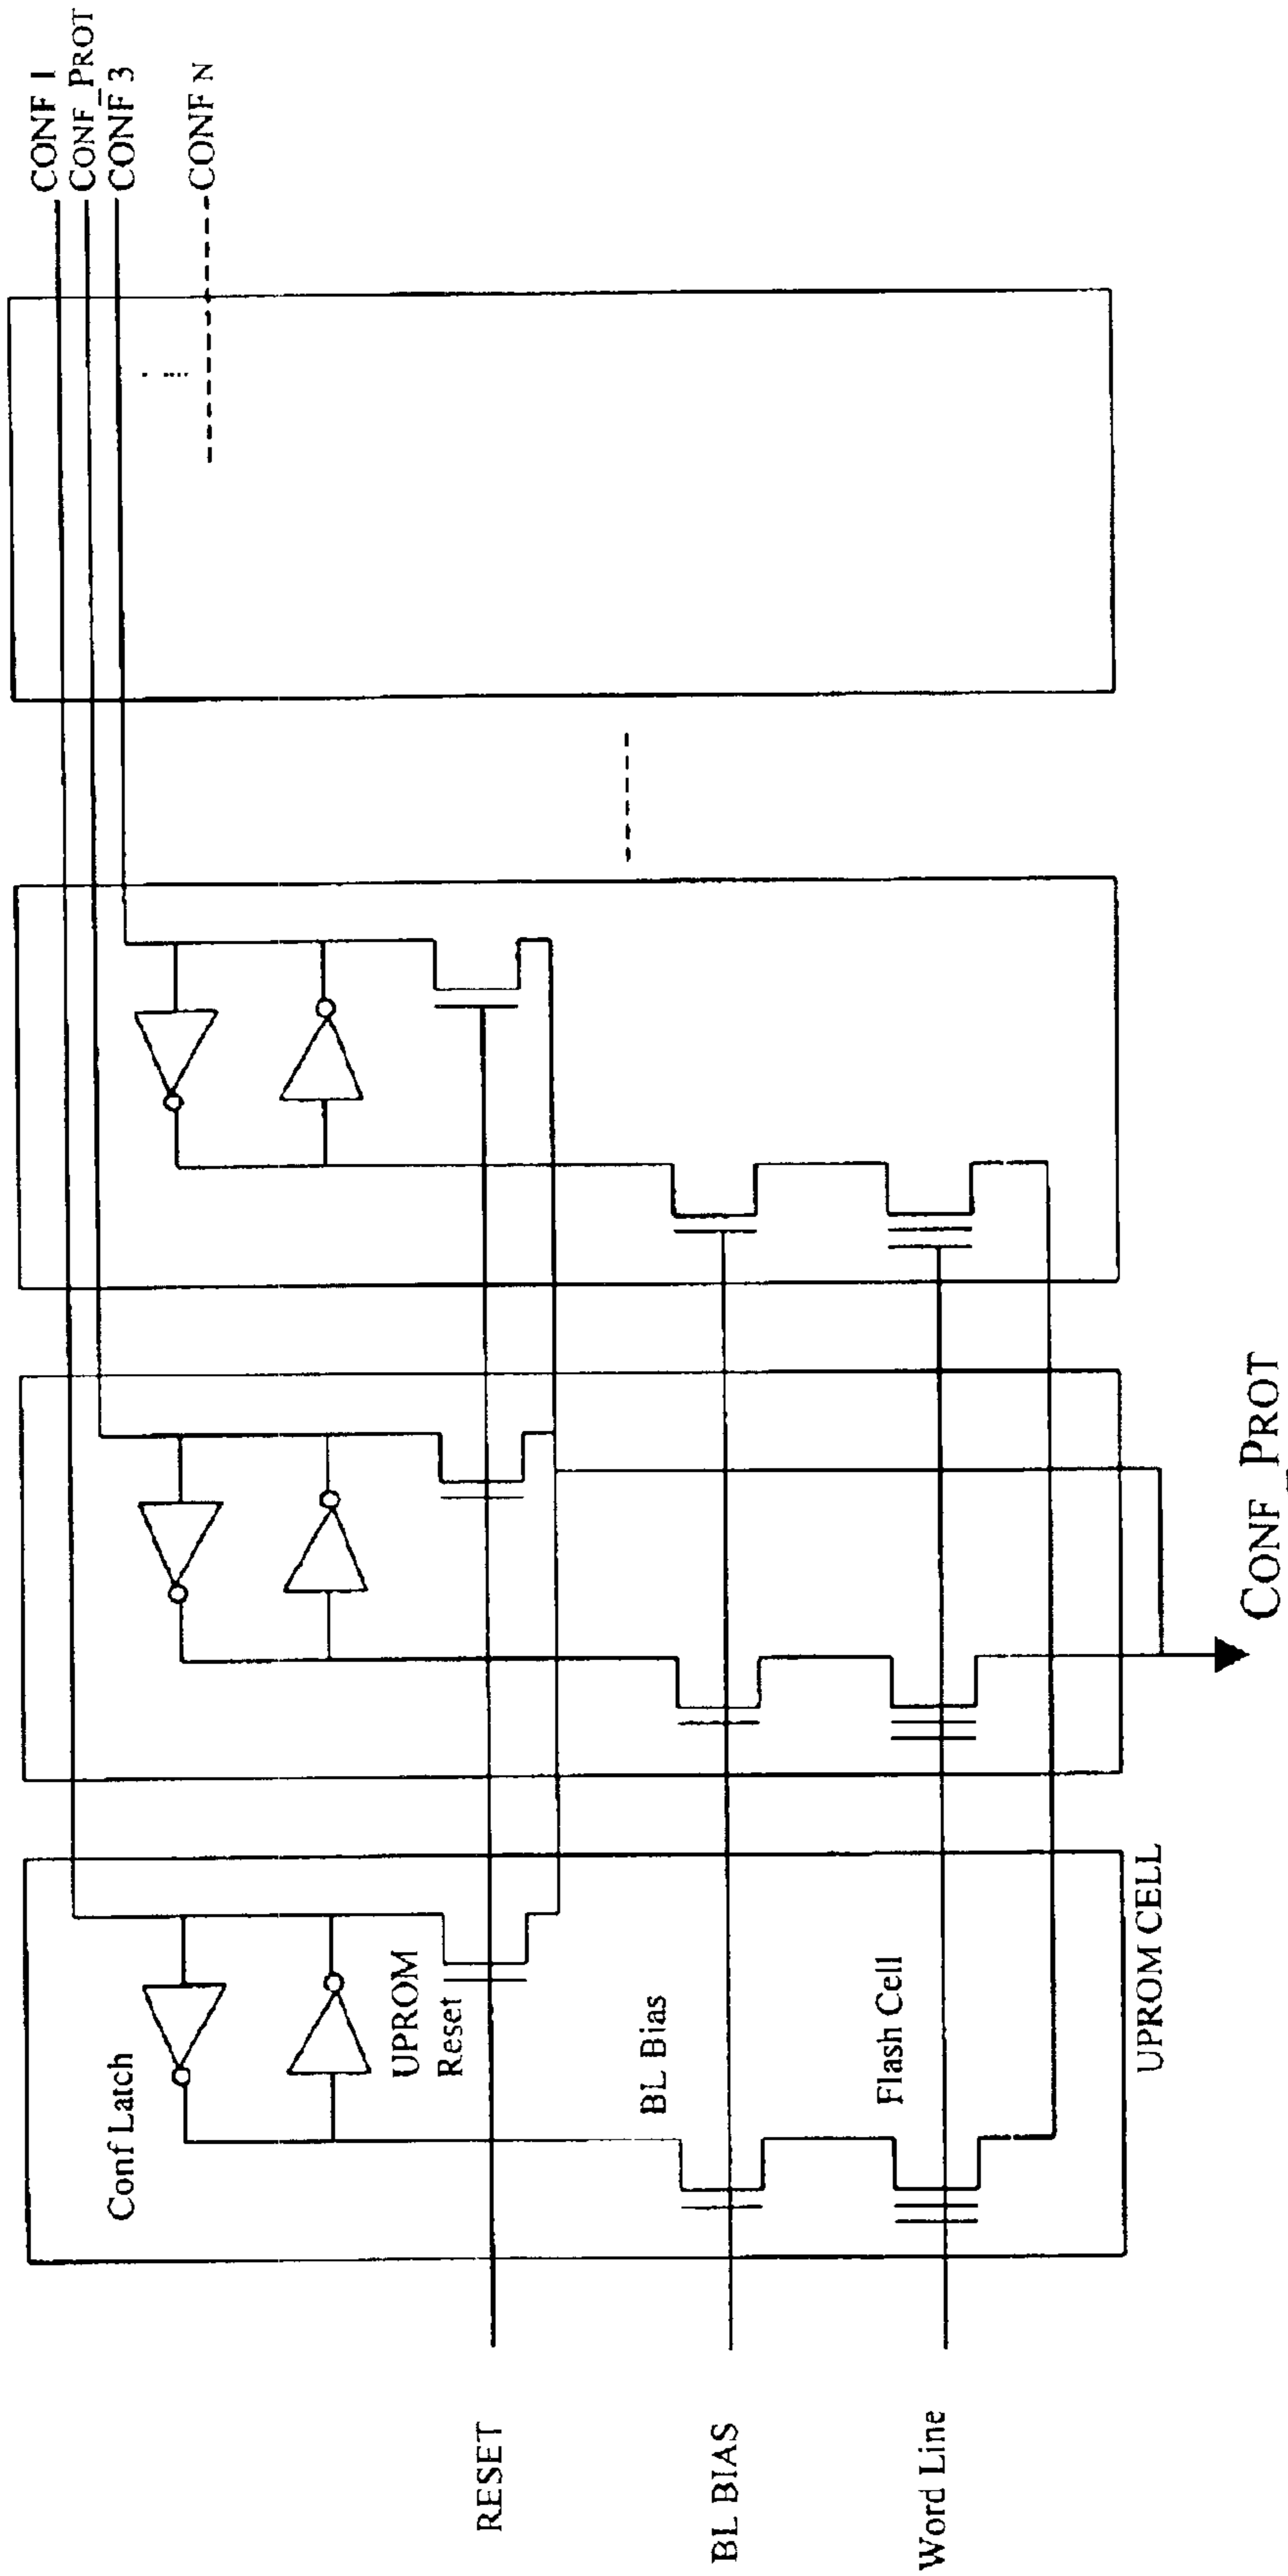 CONF 1
CONF_PROT
CONF 3
CONF N
Conf Latch
UPROM
Reset
RESET
BL Bias
BL BIAS
Flash Cell
Word Line
UPROM CELL
CONF_PROT